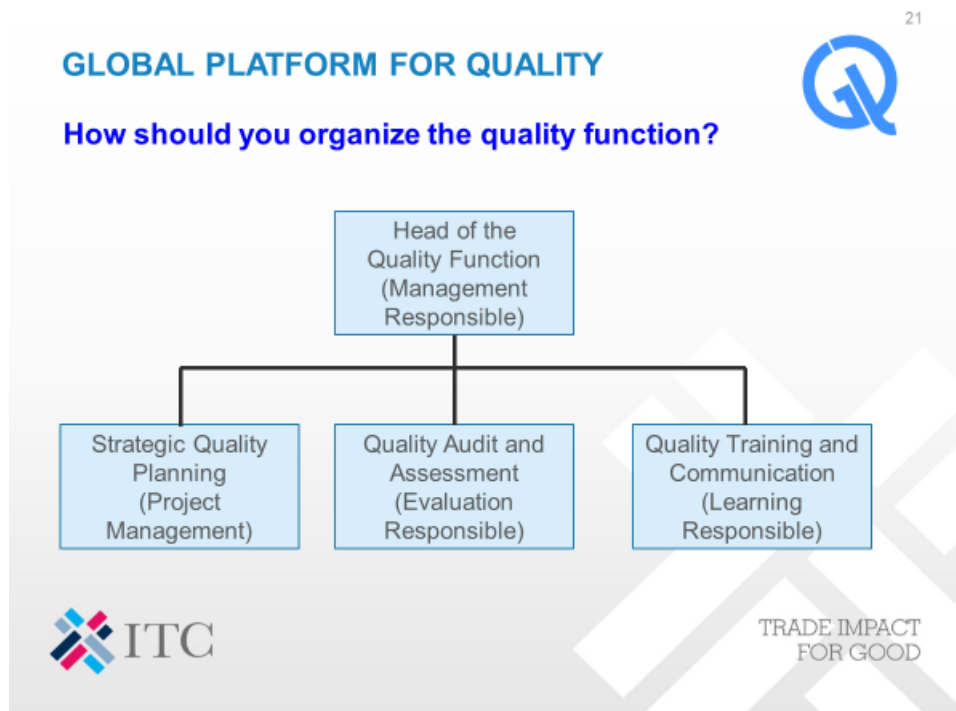 21
GLOBAL PLATFORM FOR QUALITY
How should you organize the quality function?
Head of the
Quality Function
(Management
Responsible)
Strategic Quality
Planning
(Project
Management)
Quality Audit and
Assessment
(Evaluation
Responsible)
Quality Training and
Communication
(Learning
Responsible)
ITC
TRADE IMPACT
FOR GOOD